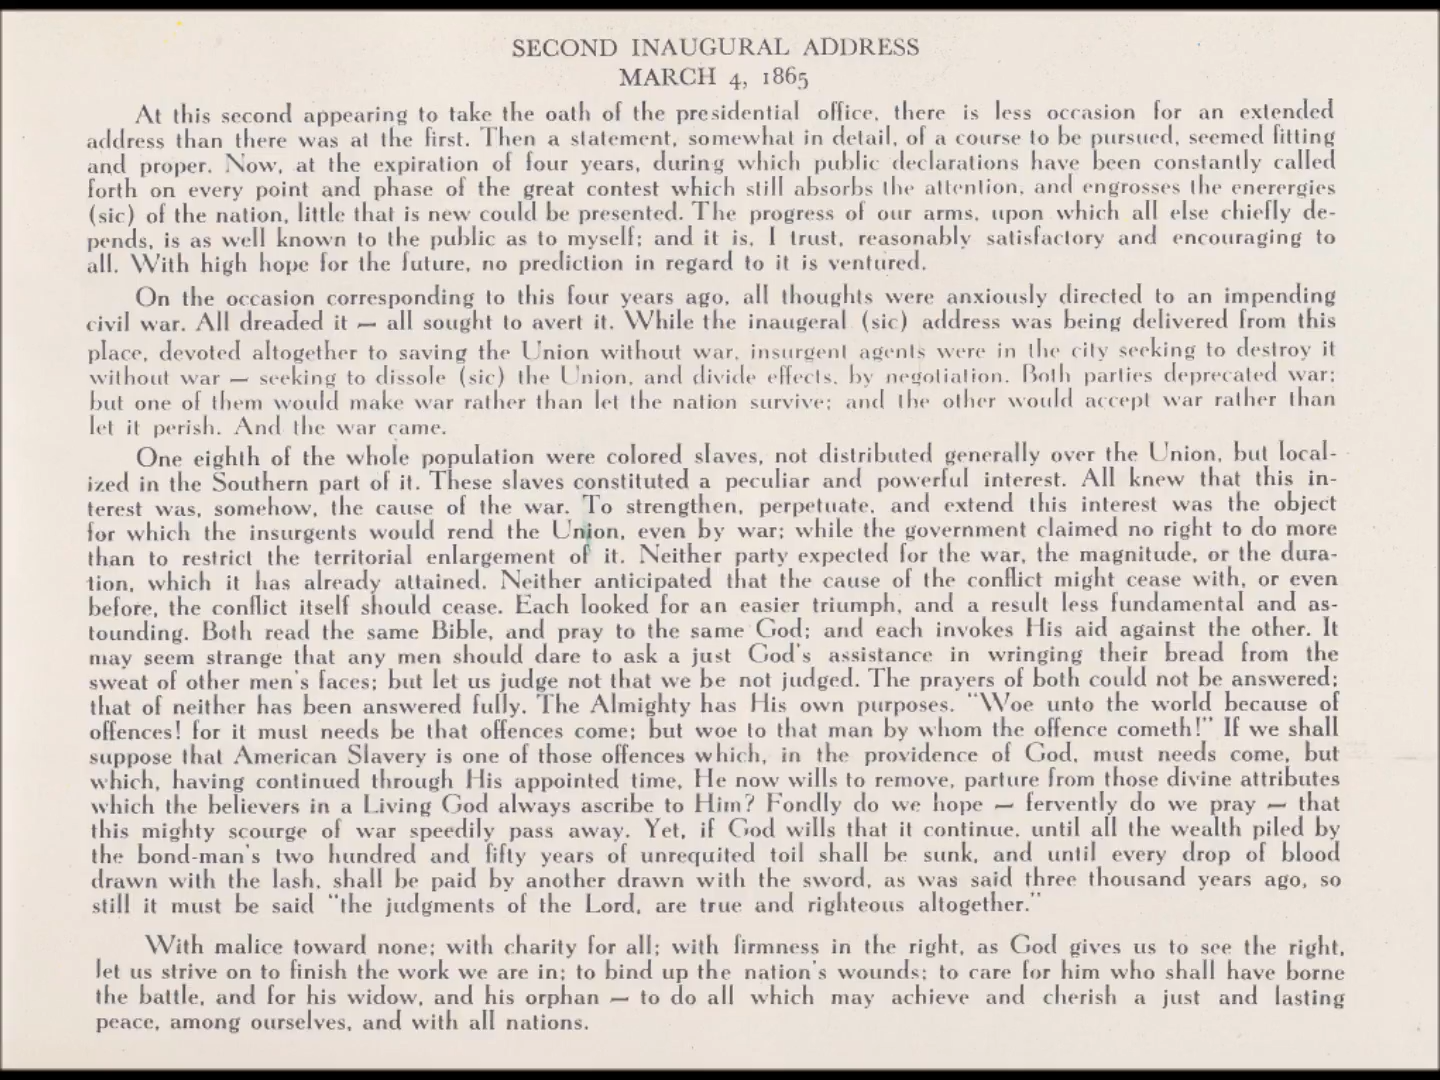 SECOND INAUGURAL ADDRESS
MARCH 4, 1865
At this second appearing to take the oath of the presidential office, there is less occasion for an extended
address than there was at the first. Then a statement, somewhat in detail, of a course to be pursued, seemed fitting
and proper. Now, at the expiration of four years, during which public declarations have been constantly called
forth on every point and phase of the great contest which still absorbs the attention, and engrosses the enerergies
(sic) of the nation, little that is new could be presented. The progress of our arms, upon which all else chiefly de-
pends, is as well known to the public as to myself; and it is, I trust, reasonably satisfactory and encouraging to
all. With high hope for the future, no prediction in regard to it is ventured.
On the occasion corresponding to this four years ago, all thoughts were anxiously directed to an impending
civil war. All dreaded it — all sought to avert it. While the inaugeral (sic) address was being delivered from this
place, devoted altogether to saving the Union without war, insurgent agents were in the city seeking to destroy it
without war — seeking to dissole (sic) the Union, and divide effects, by negotiation. Both parties deprecated war;
but one of them would make war rather than let the nation survive; and the other would accept war rather than
let it perish. And the war came.
One eighth of the whole population were colored slaves, not distributed generally over the Union, but local-
ized in the Southern part of it. These slaves constituted a peculiar and powerful interest. All knew that this in-
terest was, somehow, the cause of the war. To strengthen, perpetuate, and extend this interest was the object
for which the insurgents would rend the Union, even by war; while the government claimed no right to do more
than to restrict the territorial enlargement of it. Neither party expected for the war, the magnitude, or the dura-
tion, which it has already attained. Neither anticipated that the cause of the conflict might cease with, or even
before, the conflict itself should cease. Each looked for an easier triumph, and a result less fundamental and as-
tounding. Both read the same Bible, and pray to the same God; and each invokes His aid against the other. It
may seem strange that any men should dare to ask a just God's assistance in wringing their bread from the
sweat of other men's faces; but let us judge not that we be not judged. The prayers of both could not be answered;
that of neither has been answered fully. The Almighty has His own purposes. "Woe unto the world because of
offences! for it must needs be that offences come; but woe to that man by whom the offence cometh!" If we shall
suppose that American Slavery is one of those offences which, in the providence of God, must needs come, but
which, having continued through His appointed time, He now wills to remove, parture from those divine attributes
which the believers in a Living God always ascribe to Him? Fondly do we hope — fervently do we pray — that
this mighty scourge of war speedily pass away. Yet, if God wills that it continue, until all the wealth piled by
the bond-man's two hundred and fifty years of unrequited toil shall be sunk, and until every drop of blood
drawn with the lash, shall be paid by another drawn with the sword, as was said three thousand years ago, so
still it must be said "the judgments of the Lord, are true and righteous altogether."
With malice toward none; with charity for all; with firmness in the right, as God gives us to see the right,
let us strive on to finish the work we are in; to bind up the nation's wounds; to care for him who shall have borne
the battle, and for his widow, and his orphan — to do all which may achieve and cherish a just and lasting
peace, among ourselves, and with all nations.